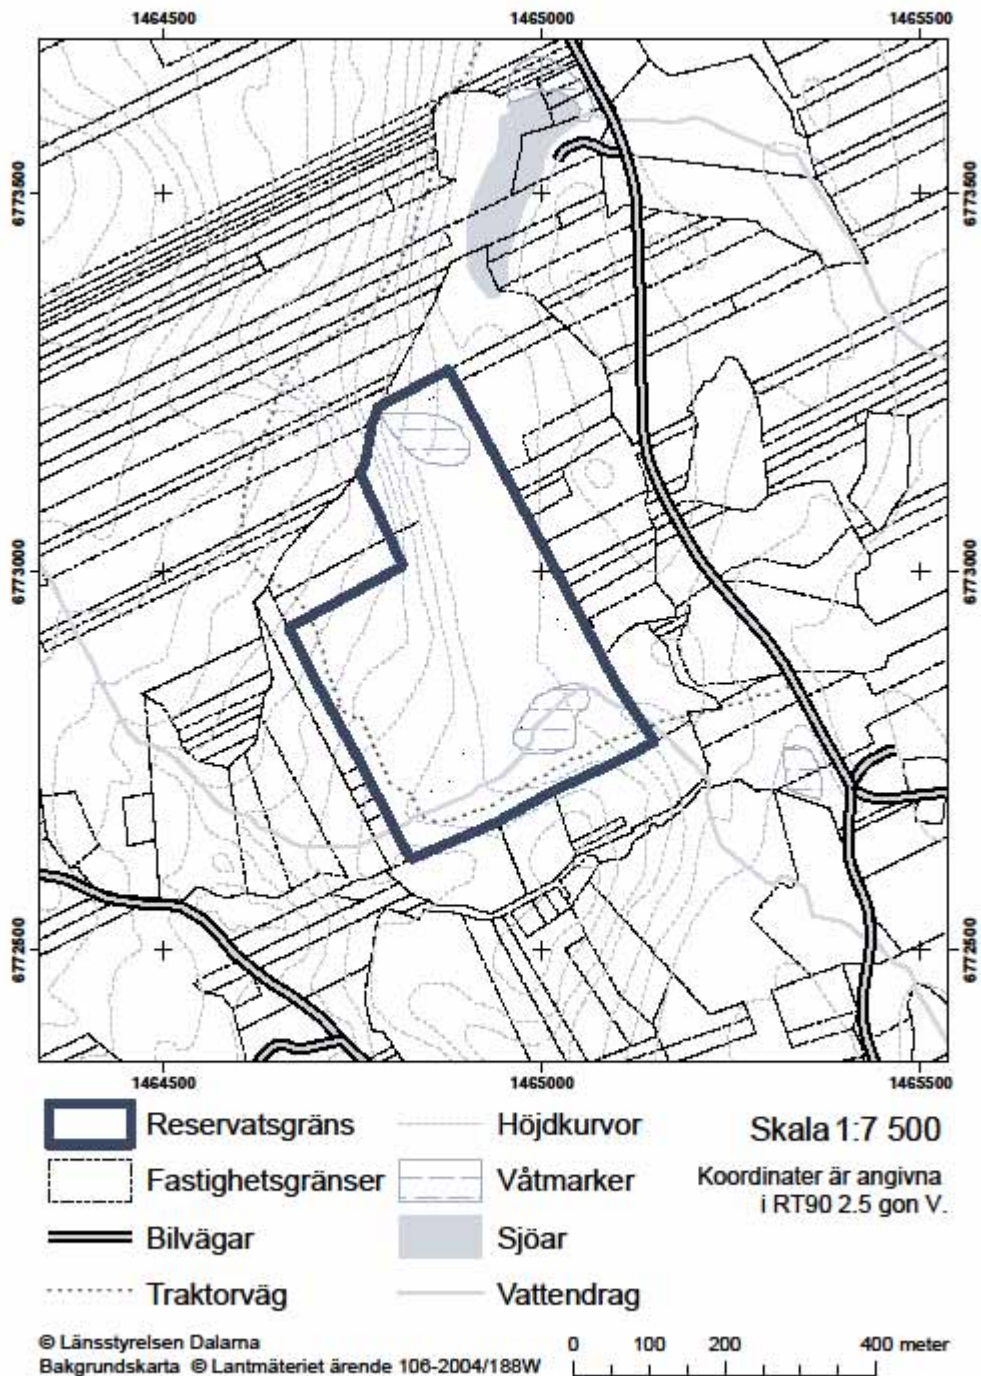 1464500 1465000 1465500
6773500 6773500
6773000 6773000
6772500 6772500
1464500 1465000 1465500
Reservatsgräns Höjdkurvor Skala 1:7 500
Fastighetsgränser Våtmarker Koordinater är angivna
i RT90 2.5 gon V.
Bilvägar Sjöar
Traktorväg Vattendrag
© Länsstyrelsen Dalarna 0 100 200 400 meter
Bakgrundskarta © Lantmäteriet ärende 106-2004/188W